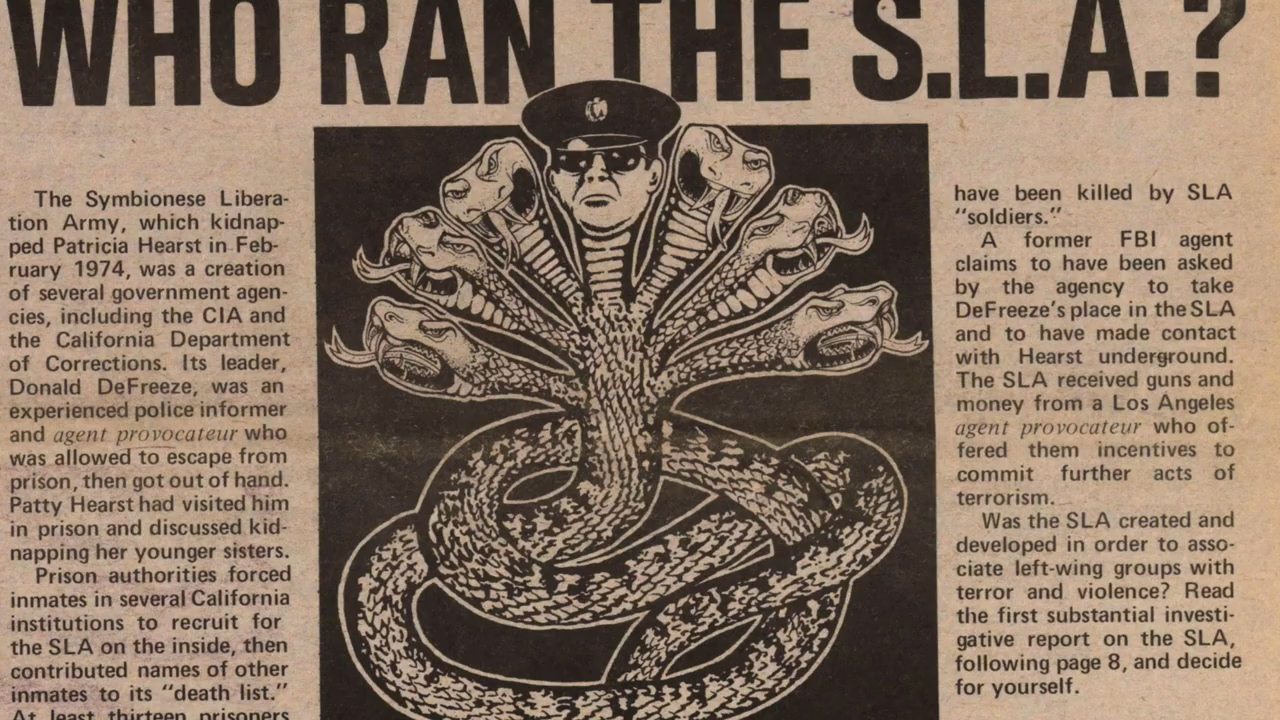 WHO RAN THE S.L.A.?
The Symbionese Libera-
tion Army, which kidnap-
ped Patricia Hearst in Feb-
ruary 1974, was a creation
of several government agen-
cies, including the CIA and
the California Department
of Corrections. Its leader,
Donald DeFreeze, was an
experienced police informer
and agent provocateur who
was allowed to escape from
prison, then got out of hand.
Patty Hearst had visited him
in prison and discussed kid-
napping her younger sisters.
Prison authorities forced
inmates in several California
institutions to recruit for
the SLA on the inside, then
contributed names of other
inmates to its "death list."
At least thirteen prisoners
have been killed by SLA
"soldiers."
A former FBI agent
claims to have been asked
by the agency to take
DeFreeze's place in the SLA
and to have made contact
with Hearst underground.
The SLA received guns and
money from a Los Angeles
agent provocateur who of-
fered them incentives to
commit further acts of
terrorism.
Was the SLA created and
developed in order to asso-
ciate left-wing groups with
terror and violence? Read
the first substantial investi-
gative report on the SLA,
following page 8, and decide
for yourself.